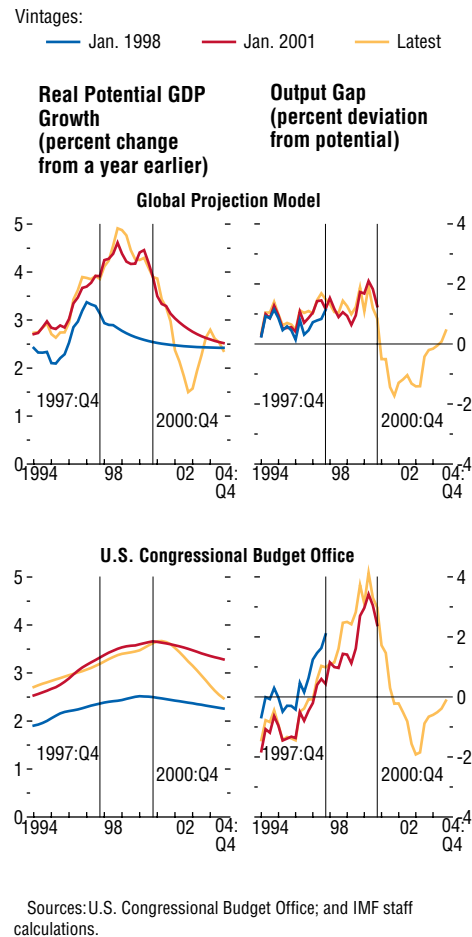 Vintages:
Jan. 1998 Jan. 2001 Latest
Real Potential GDP
Growth
(percent change
from a year earlier)
Output Gap
(percent deviation
from potential)
Global Projection Model
5
4
3
2
1
0
1997:Q4
2000:Q4
1994 98 02 04:
Q4
4
2
0
-2
-4
1997:Q4
2000:Q4
1994 98 02 04:
Q4
U.S. Congressional Budget Office
5
4
3
2
1
0
1997:Q4
2000:Q4
1994 98 02 04:
Q4
4
2
0
-2
-4
1997:Q4
2000:Q4
1994 98 02 04:
Q4
Sources: U.S. Congressional Budget Office; and IMF staff
calculations.